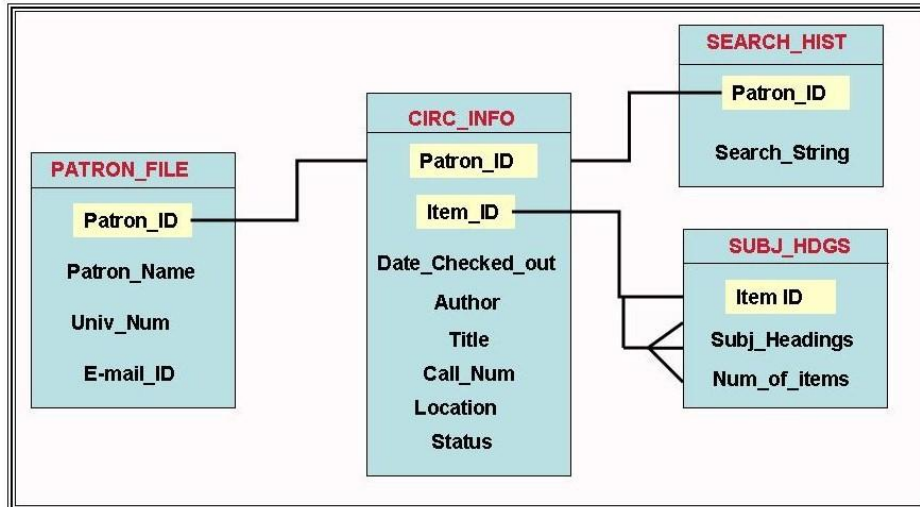 PATRON_FILE
Patron_ID
Patron_Name
Univ_Num
E-mail_ID
CIRC_INFO
Patron_ID
Item_ID
Date_Checked_out
Author
Title
Call_Num
Location
Status
SEARCH_HIST
Patron_ID
Search_String
SUBJ_HDGS
Item ID
Subj_Headings
Num_of_items